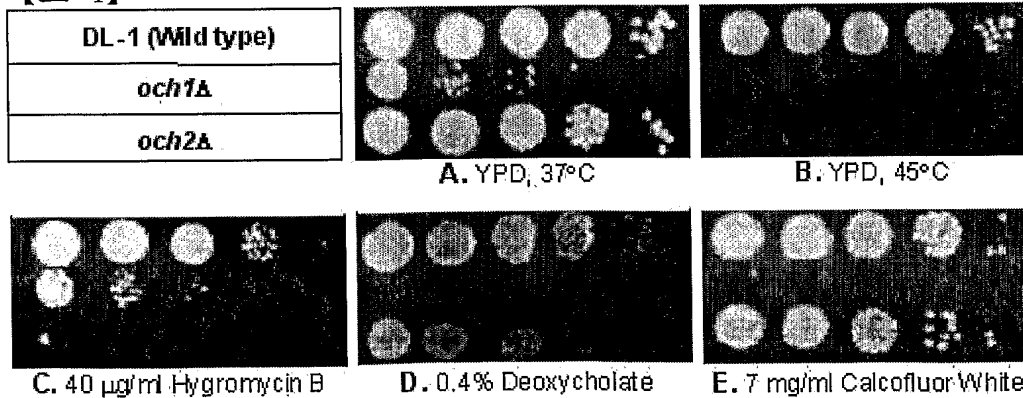 DL-1 (Wild type)
och1Δ
och2Δ
A. YPD, 37°C
B. YPD, 45°C
C. 40 µg/ml Hygromycin B
D. 0.4% Deoxycholate
E. 7 mg/ml Calcofluor White